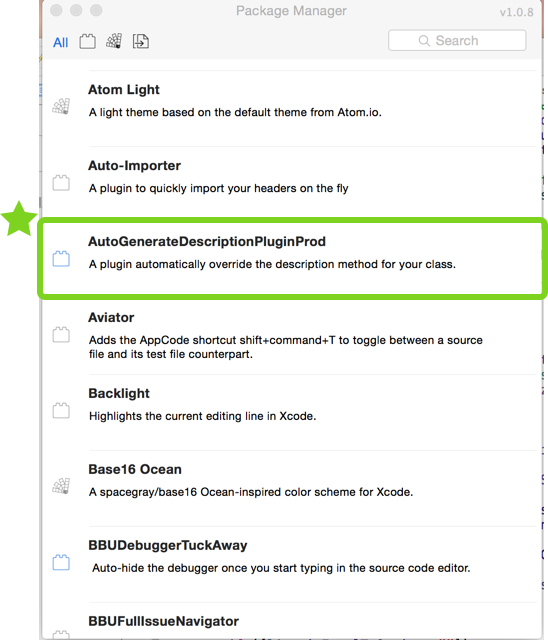 Package Manager
v1.0.8
All
Search
Atom Light
A light theme based on the default theme from Atom.io.
Auto-Importer
A plugin to quickly import your headers on the fly
AutoGenerateDescriptionPluginProd
A plugin automatically override the description method for your class.
Aviator
Adds the AppCode shortcut shift+command+T to toggle between a source
file and its test file counterpart.
Backlight
Highlights the current editing line in Xcode.
Base16 Ocean
A spacegray/base16 Ocean-inspired color scheme for Xcode.
BBUDebuggerTuckAway
Auto-hide the debugger once you start typing in the source code editor.
BBUFullIssueNavigator